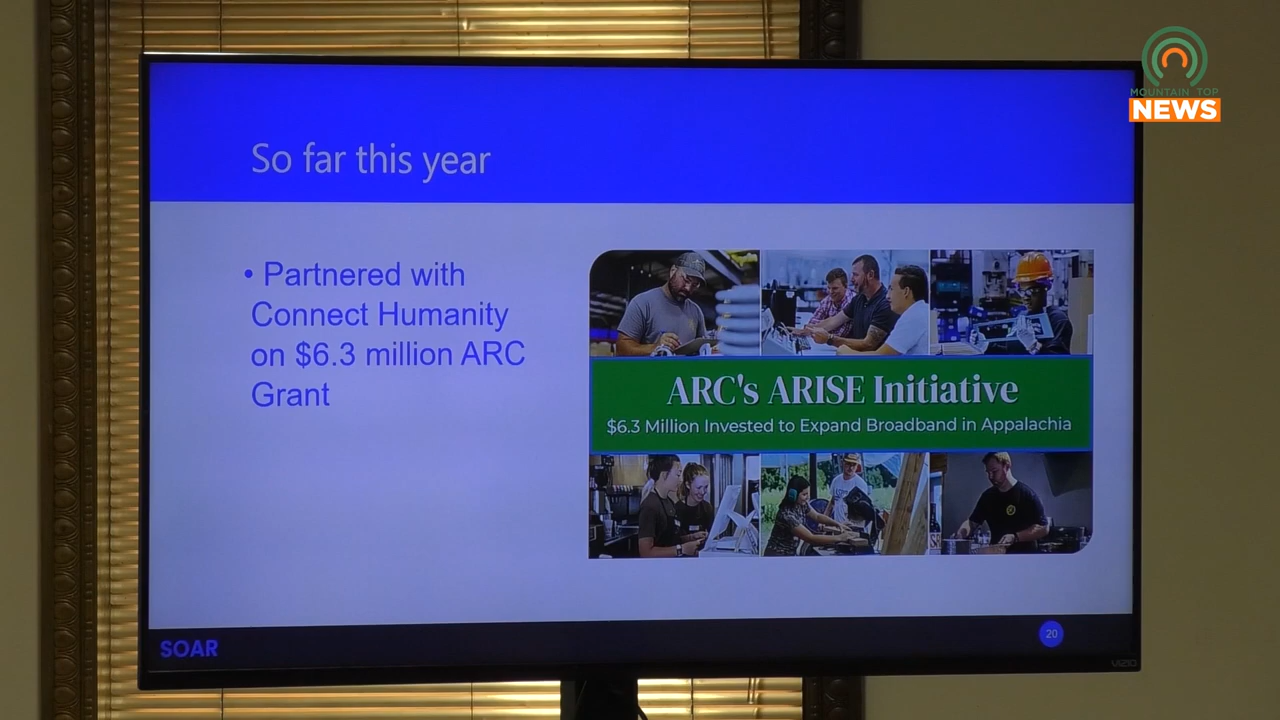 MOUNTAIN TOP
NEWS
So far this year
• Partnered with
Connect Humanity
on $6.3 million ARC
Grant
ARC's ARISE Initiative
$6.3 Million Invested to Expand Broadband in Appalachia
SOAR
20
VIZIO